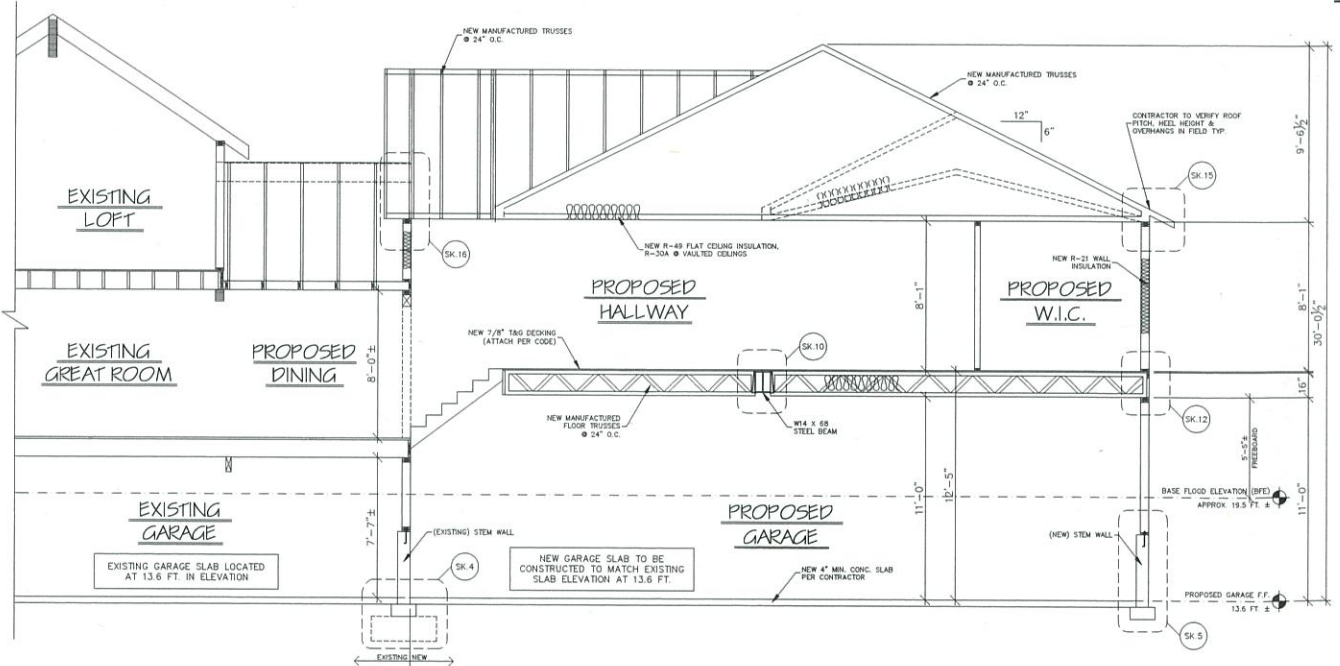 NEW MANUFACTURED TRUSSES
@ 24" O.C.
NEW MANUFACTURED TRUSSES
@ 24" O.C.
12"
6"
CONTRACTOR TO VERIFY ROOF
PITCH, HEEL HEIGHT &
OVERHANGS IN FIELD TYP.
9'-6½"
SK.15
EXISTING
LOFT
SK.16
NEW R-49 FLAT CEILING INSULATION,
R-30A @ VAULTED CEILINGS
NEW R-21 WALL
INSULATION
PROPOSED
HALLWAY
8'-1"
PROPOSED
W.I.C.
8'-1"
30'-0½"
NEW 7/8" T&G DECKING
(ATTACH PER CODE)
SK.10
EXISTING
GREAT ROOM
PROPOSED
DINING
8'-0"±
16"
NEW MANUFACTURED
FLOOR TRUSSES
@ 24" O.C.
W14 X 68
STEEL BEAM
SK.12
5'-5"±
FREEBOARD
11'-0"
12'-5"
11'-0"
BASE FLOOD ELEVATION (BFE)
APPROX. 19.5 FT. ±
EXISTING
GARAGE
7'-7"±
(EXISTING) STEM WALL
PROPOSED
GARAGE
(NEW) STEM WALL
EXISTING GARAGE SLAB LOCATED
AT 13.6 FT. IN ELEVATION
SK.4
NEW GARAGE SLAB TO BE
CONSTRUCTED TO MATCH EXISTING
SLAB ELEVATION AT 13.6 FT.
NEW 4" MIN. CONC. SLAB
PER CONTRACTOR
PROPOSED GARAGE F.F.
13.6 FT. ±
SK.5
EXISTING
NEW